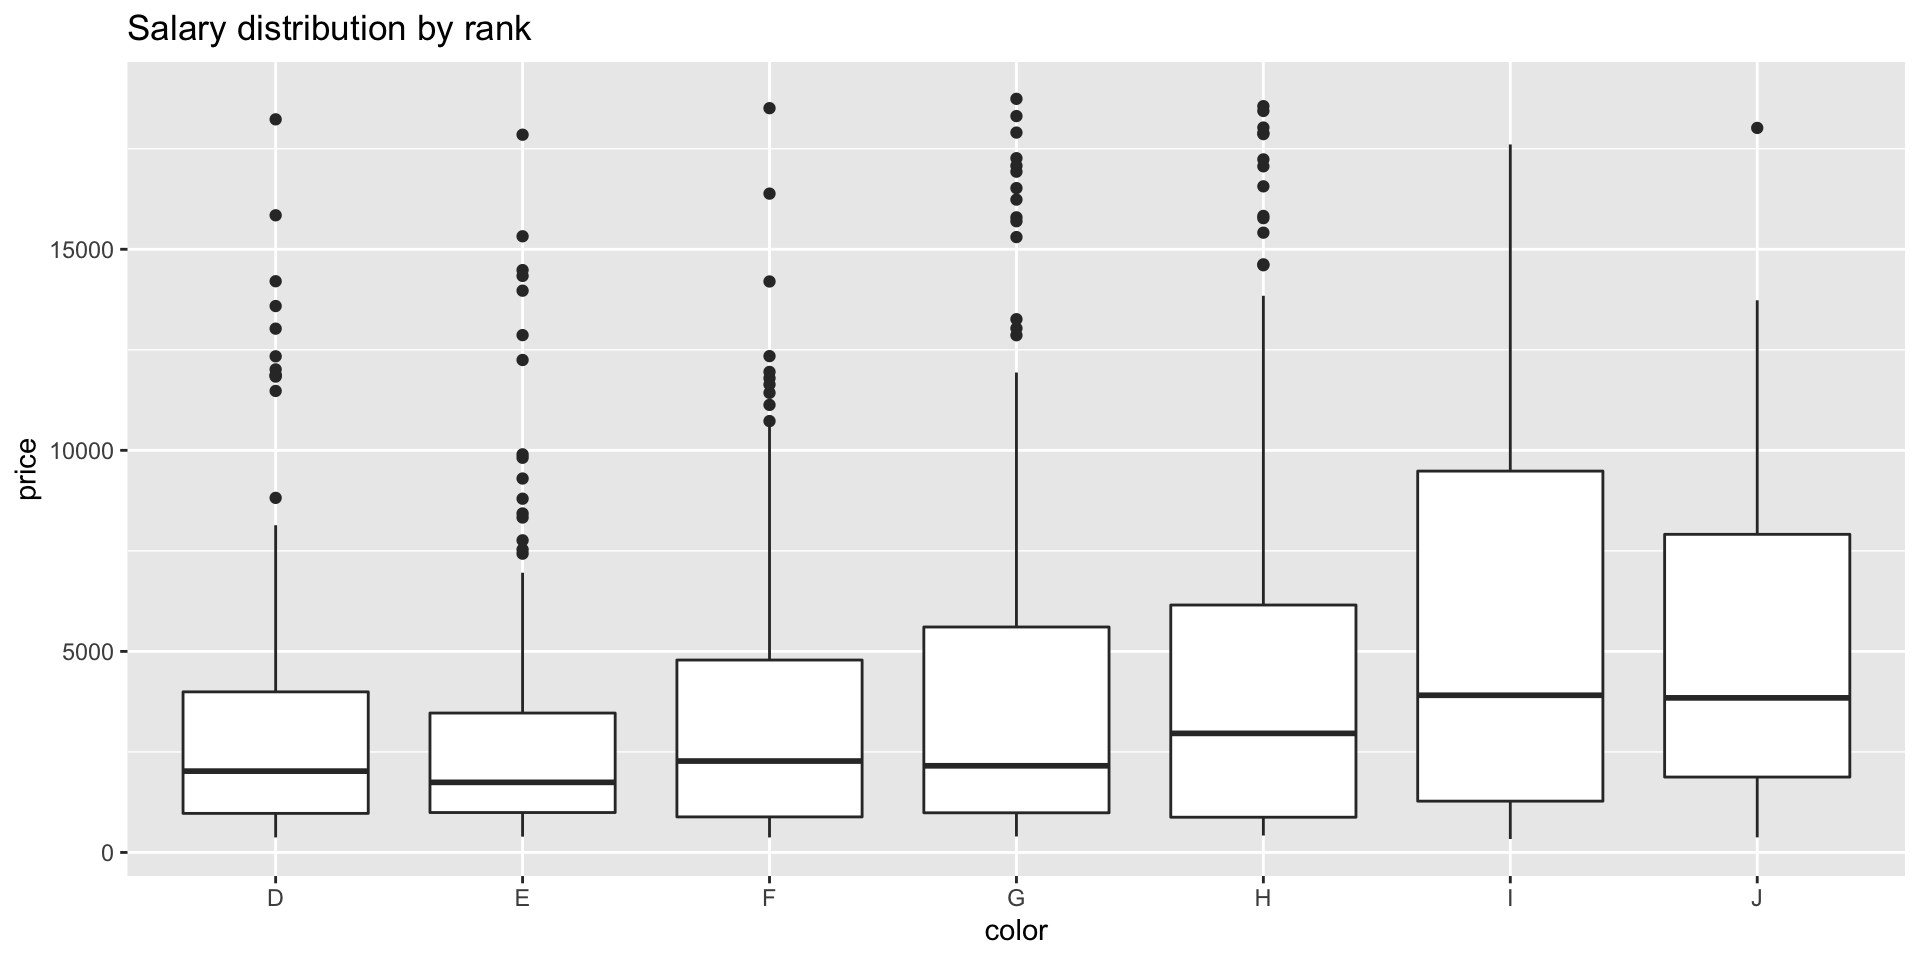 Salary distribution by rank
price
15000
10000
5000
0
D E F G H I J
color